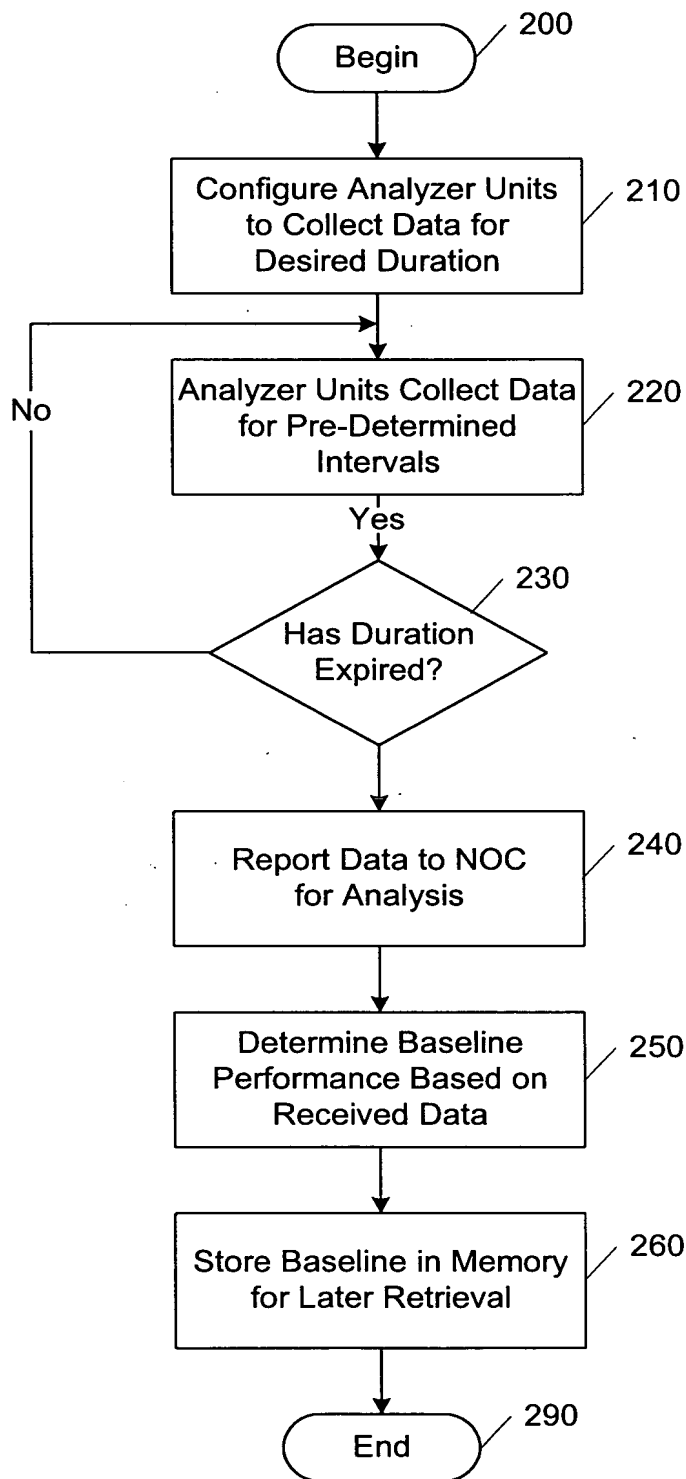 200
Begin
Configure Analyzer Units
to Collect Data for
Desired Duration
210
No
Analyzer Units Collect Data
for Pre-Determined
Intervals
220
Yes
230
Has Duration
Expired?
Report Data to NOC
for Analysis
240
Determine Baseline
Performance Based on
Received Data
250
Store Baseline in Memory
for Later Retrieval
260
End
290